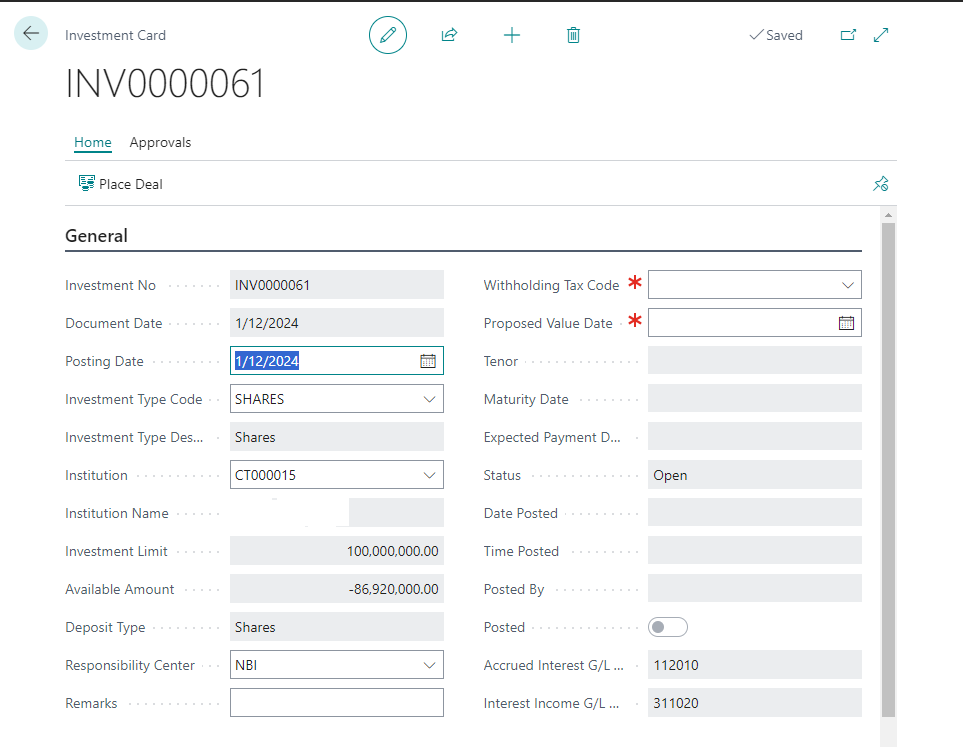 Investment Card
Saved
INV0000061
Home Approvals
Place Deal
General
Investment No INV0000061
Document Date 1/12/2024
Posting Date 1/12/2024
Investment Type Code SHARES
Investment Type Des... Shares
Institution CT000015
Institution Name
Investment Limit 100,000,000.00
Available Amount -86,920,000.00
Deposit Type Shares
Responsibility Center NBI
Remarks
Withholding Tax Code *
Proposed Value Date *
Tenor
Maturity Date
Expected Payment D...
Status Open
Date Posted
Time Posted
Posted By
Posted
Accrued Interest G/L ... 112010
Interest Income G/L ... 311020